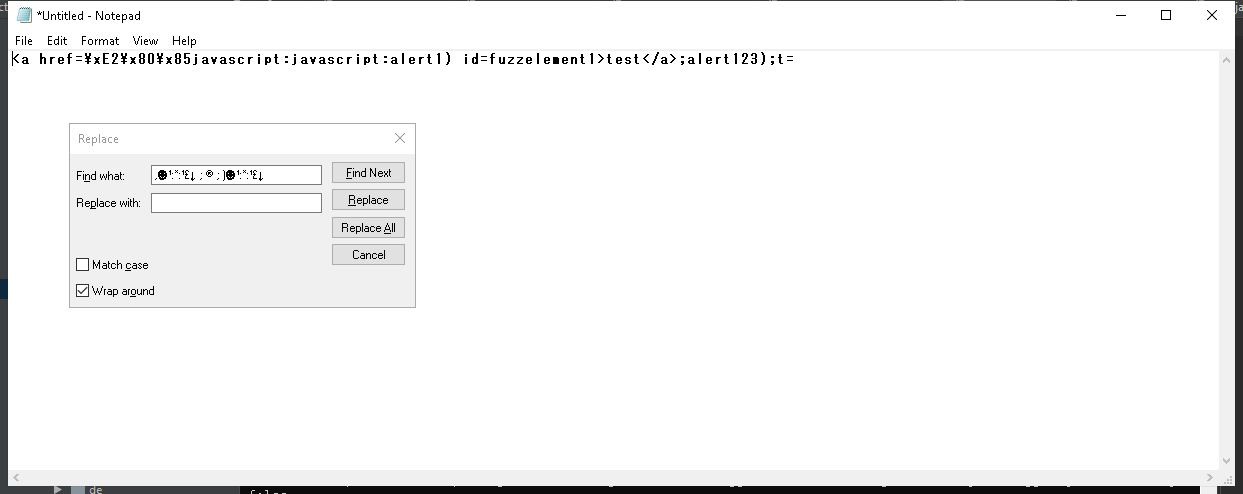 *Untitled - Notepad
File Edit Format View Help
<a href=¥xE2¥x80¥x85javascript:javascript:alert1) id=fuzzelement1>test</a>;alert123);t=
Replace
Find what:
Find Next
Replace with:
Replace
Replace All
Cancel
Match case
Wrap around
de